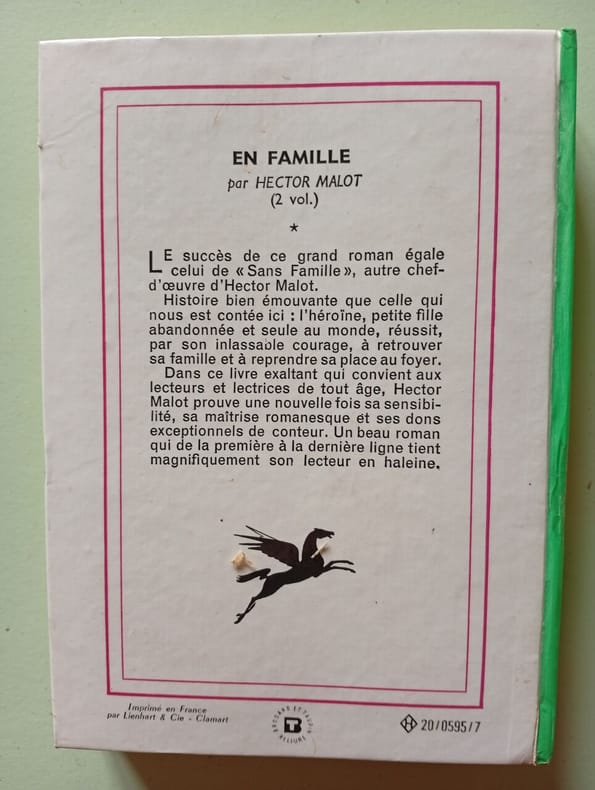 EN FAMILLE
par HECTOR MALOT
(2 vol.)
*
LE succès de ce grand roman égale
celui de « Sans Famille », autre chef-
d'œuvre d'Hector Malot.
Histoire bien émouvante que celle qui
nous est contée ici : l'héroïne, petite fille
abandonnée et seule au monde, réussit,
par son inlassable courage, à retrouver
sa famille et à reprendre sa place au foyer.
Dans ce livre exaltant qui convient aux
lecteurs et lectrices de tout âge, Hector
Malot prouve une nouvelle fois sa sensibi-
lité, sa maîtrise romanesque et ses dons
exceptionnels de conteur. Un beau roman
qui de la première à la dernière ligne tient
magnifiquement son lecteur en haleine.
Imprimé en France
par Lienhart & Cie - Clamart
BRODARD ET TAUPIN
BT
RELIURE
H 20/0595/7